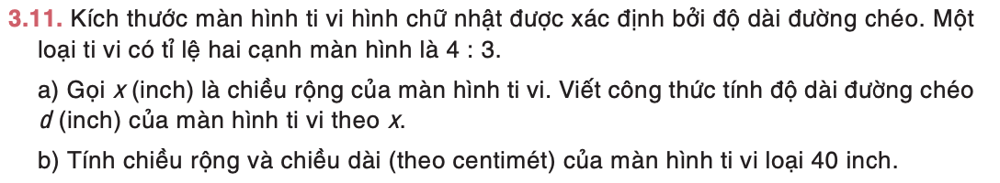 3.11. Kích thước màn hình ti vi hình chữ nhật được xác định bởi độ dài đường chéo. Một
loại ti vi có tỉ lệ hai cạnh màn hình là 4 : 3.
a) Gọi x (inch) là chiều rộng của màn hình ti vi. Viết công thức tính độ dài đường chéo
d (inch) của màn hình ti vi theo x.
b) Tính chiều rộng và chiều dài (theo centimét) của màn hình ti vi loại 40 inch.